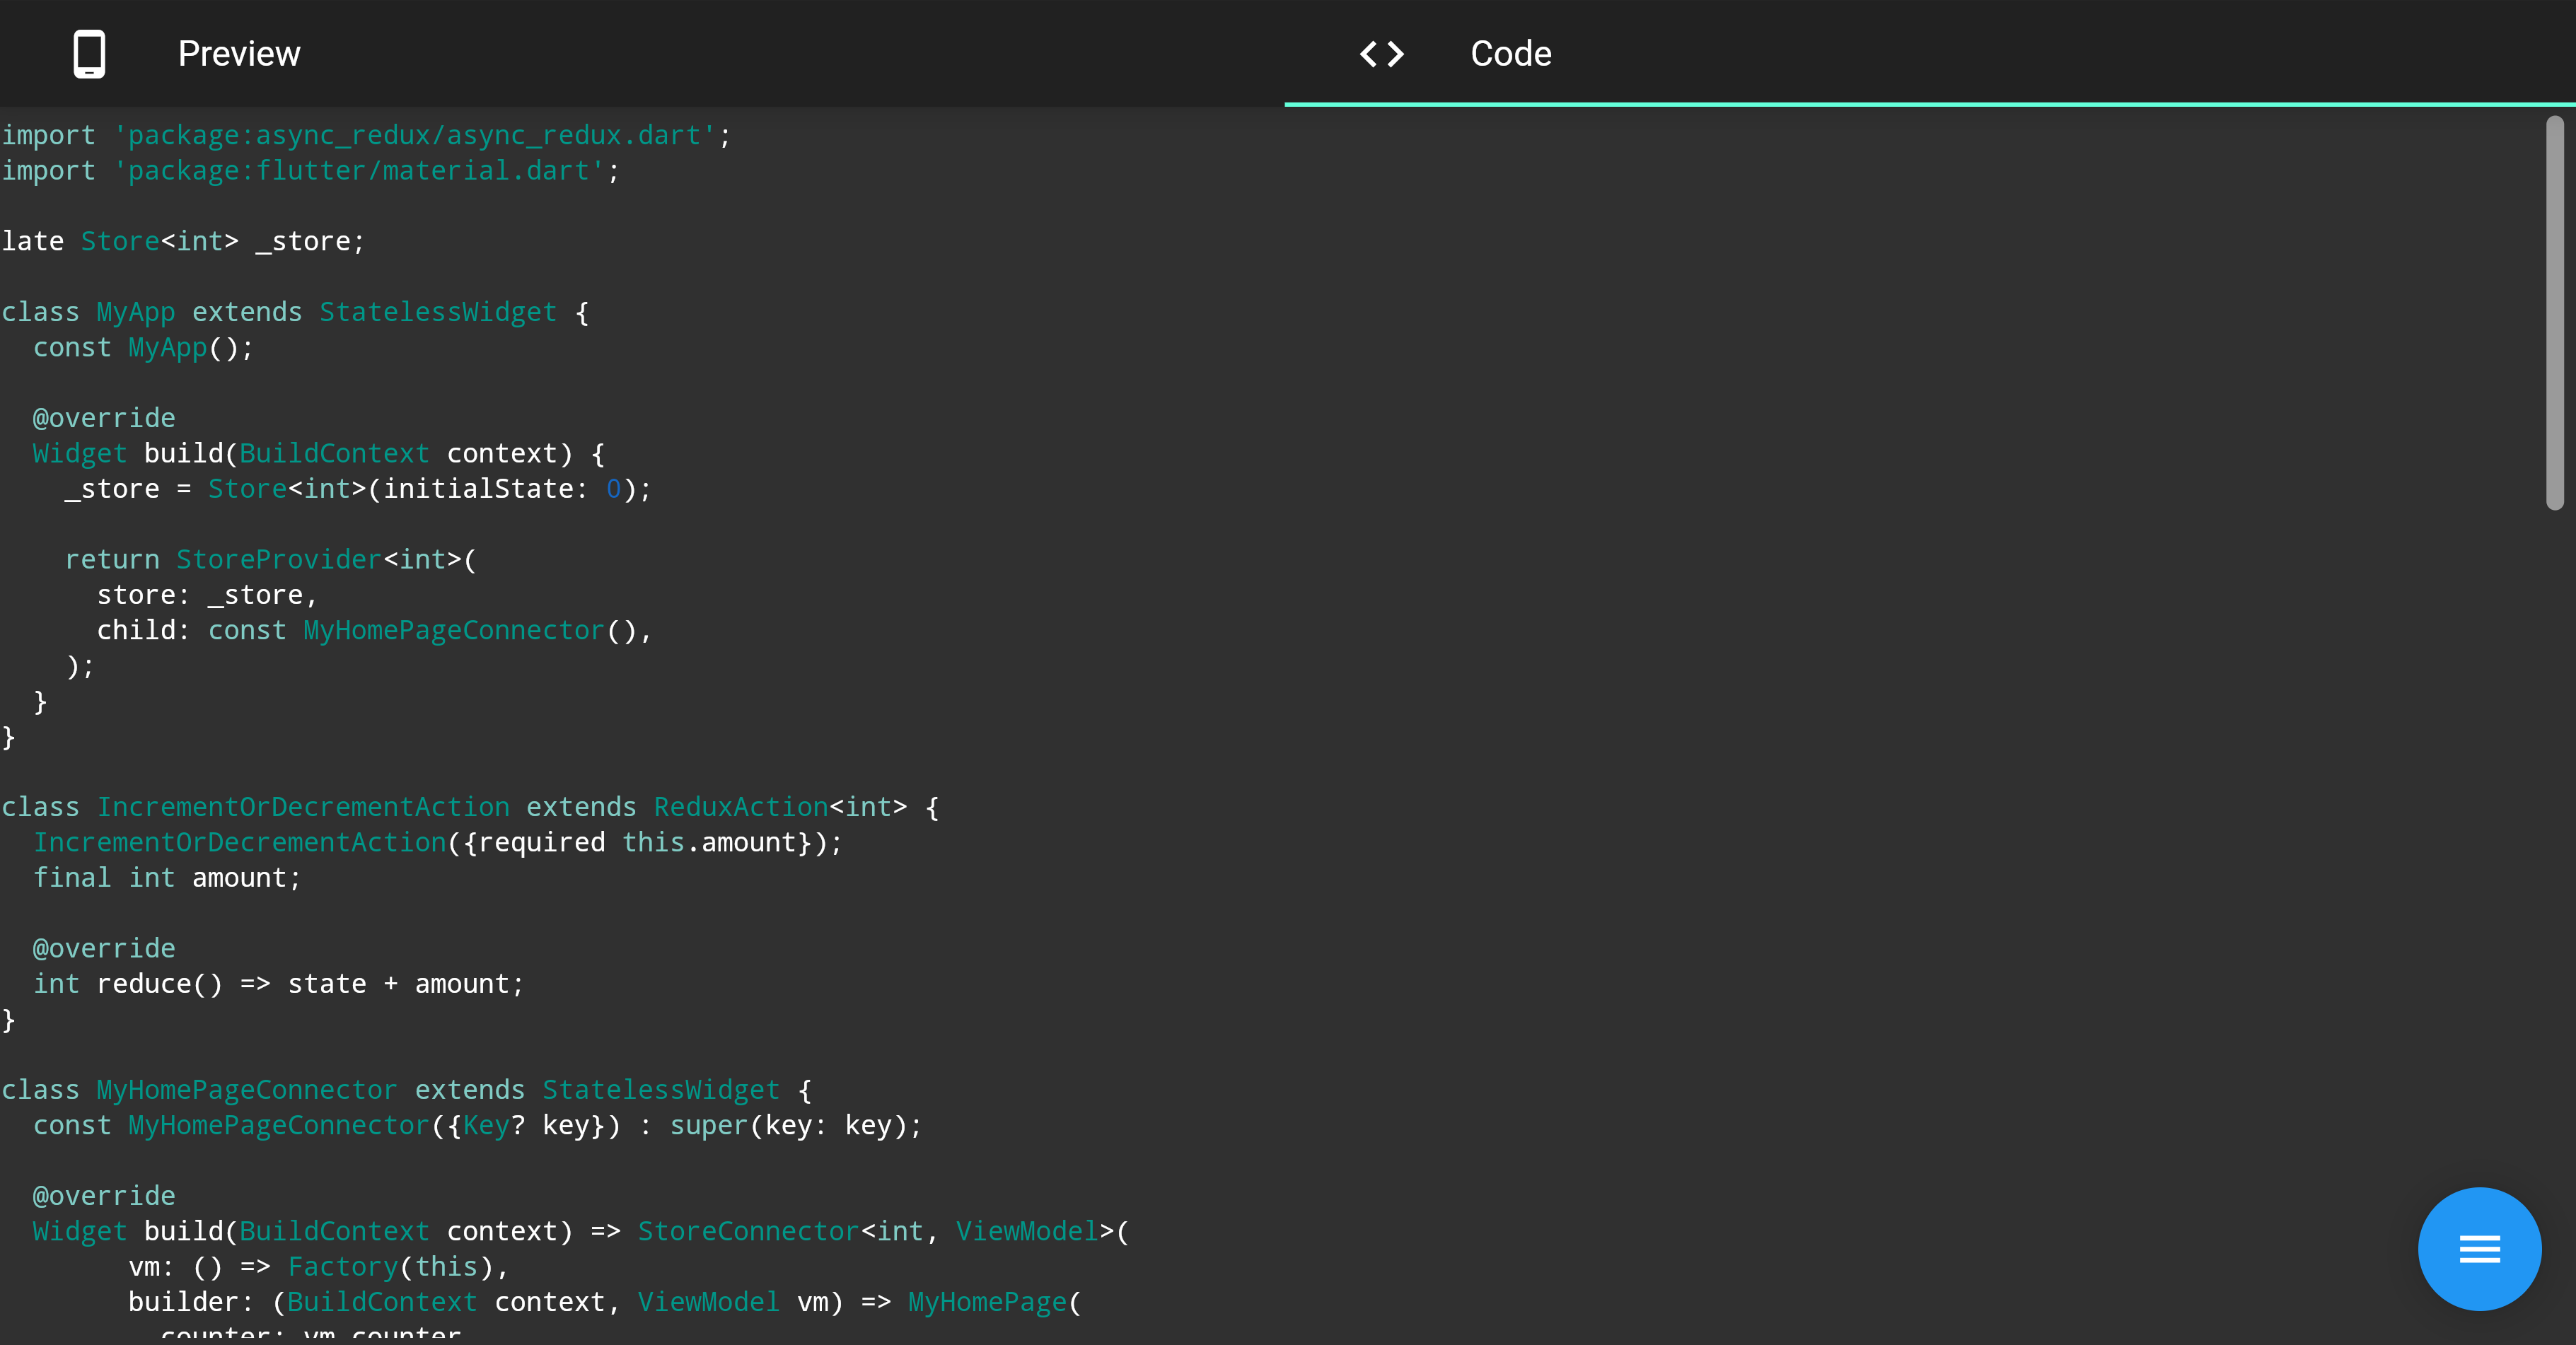 Preview
Code
import 'package:async_redux/async_redux.dart';
import 'package:flutter/material.dart';

late Store<int> _store;

class MyApp extends StatelessWidget {
  const MyApp();

  @override
  Widget build(BuildContext context) {
    _store = Store<int>(initialState: 0);

    return StoreProvider<int>(
      store: _store,
      child: const MyHomePageConnector(),
    );
  }
}

class IncrementOrDecrementAction extends ReduxAction<int> {
  IncrementOrDecrementAction({required this.amount});
  final int amount;

  @override
  int reduce() => state + amount;
}

class MyHomePageConnector extends StatelessWidget {
  const MyHomePageConnector({Key? key}) : super(key: key);

  @override
  Widget build(BuildContext context) => StoreConnector<int, ViewModel>(
        vm: () => Factory(this),
        builder: (BuildContext context, ViewModel vm) => MyHomePage(
          counter: vm.counter